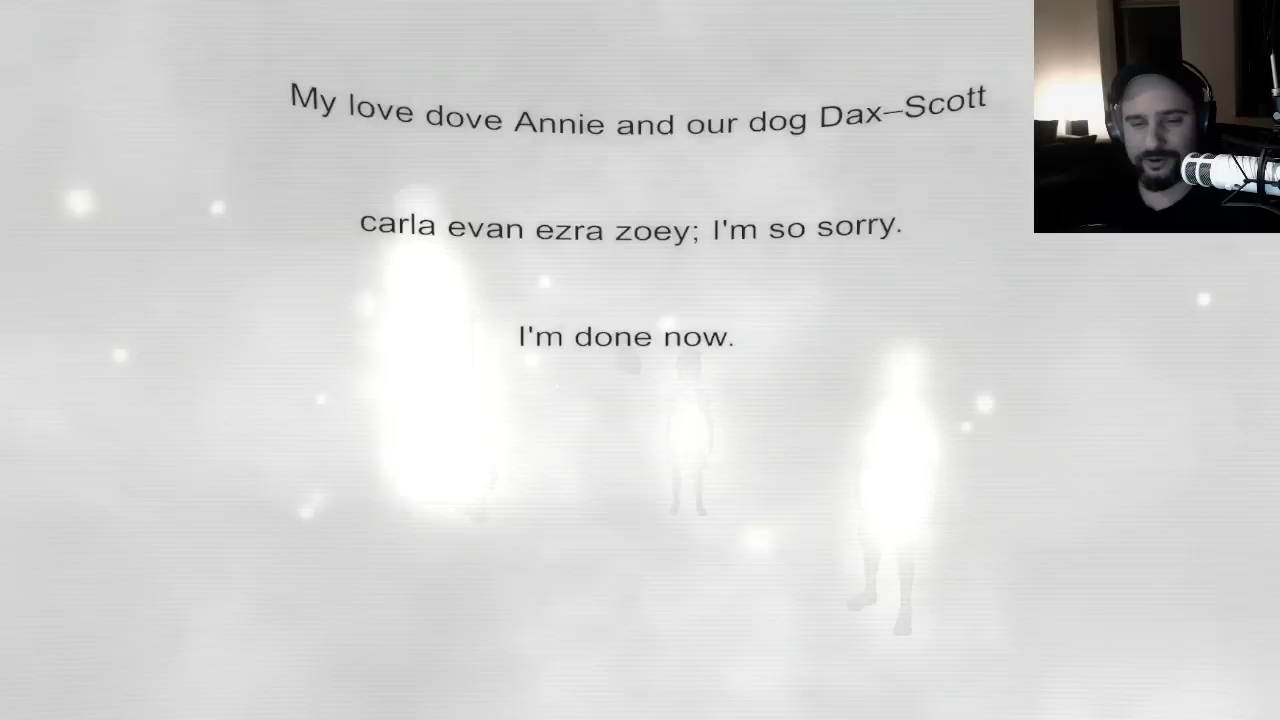 My love dove Annie and our dog Dax–Scott
carla evan ezra zoey; I'm so sorry.
I'm done now.